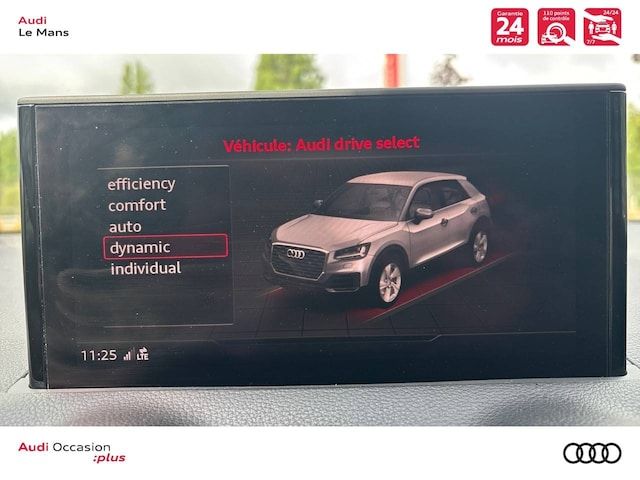 Audi
Le Mans
Garantie
24
mois
110 points
de contrôle
24/24
7/7
Véhicule: Audi drive select
efficiency
comfort
auto
dynamic
individual
11:25 LTE
Audi Occasion
:plus